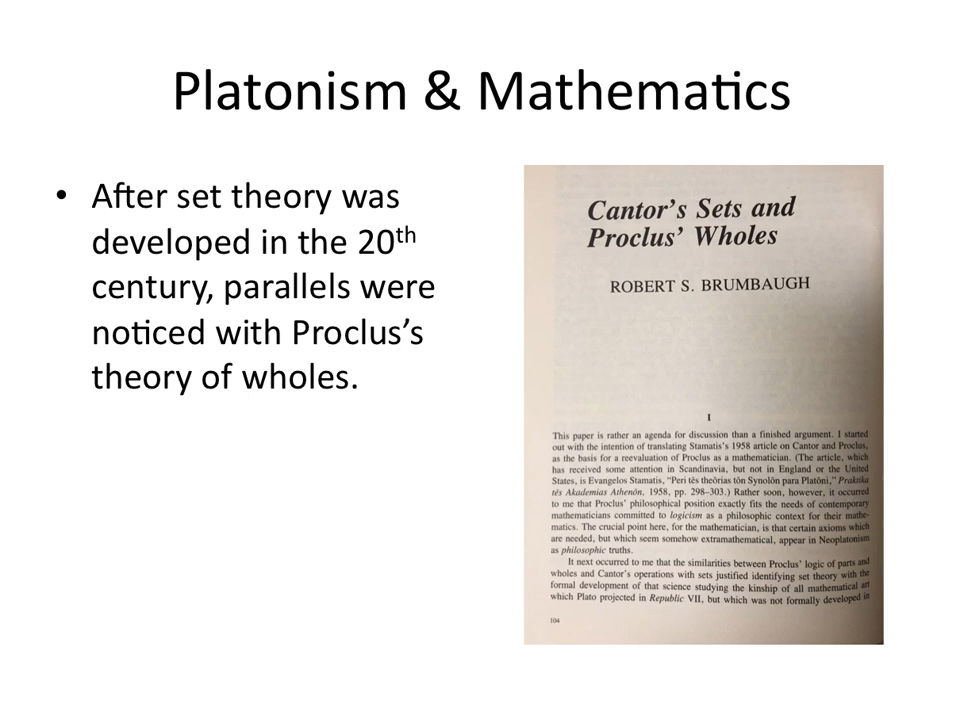 Platonism & Mathematics
• After set theory was
developed in the 20th
century, parallels were
noticed with Proclus’s
theory of wholes.
Cantor’s Sets and
Proclus’ Wholes
ROBERT S. BRUMBAUGH
I
This paper is rather an agenda for discussion than a finished argument. I started
out with the intention of translating Stamatis’s 1958 article on Cantor and Proclus,
as the basis for a reevaluation of Proclus as a mathematician. (The article, which
has received some attention in Scandinavia, but not in England or the United
States, is Evangelos Stamatis, “Peri tês theôrias tôn Synolôn para Platôni,” Praktika
tês Akademias Athenôn, 1958, pp. 298–303.) Rather soon, however, it occurred
to me that Proclus’ philosophical position exactly fits the needs of contemporary
mathematicians committed to logicism as a philosophic context for their mathe-
matics. The crucial point here, for the mathematician, is that certain axioms which
are needed, but which seem somehow extramathematical, appear in Neoplatonism
as philosophic truths.
It next occurred to me that the similarities between Proclus’ logic of parts and
wholes and Cantor’s operations with sets justified identifying set theory with the
formal development of that science studying the kinship of all mathematical art
which Plato projected in Republic VII, but which was not formally developed in
104